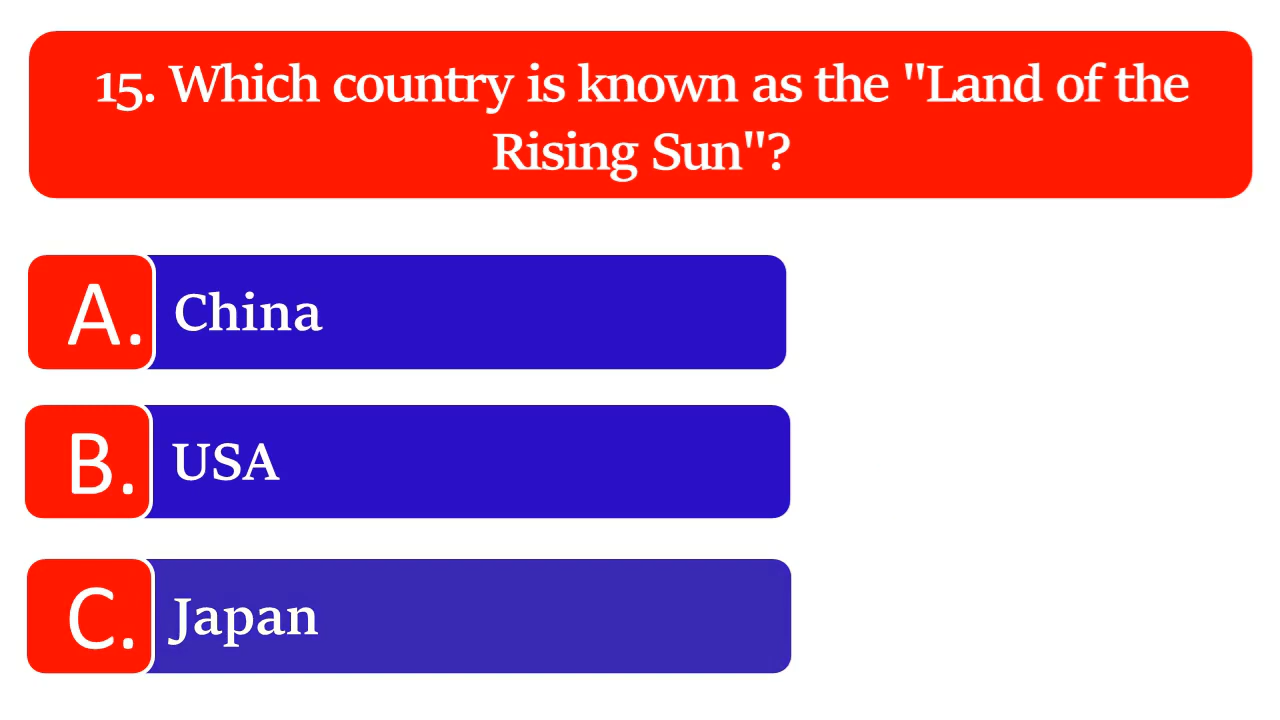 15. Which country is known as the "Land of the
Rising Sun"?
A. China
B. USA
C. Japan